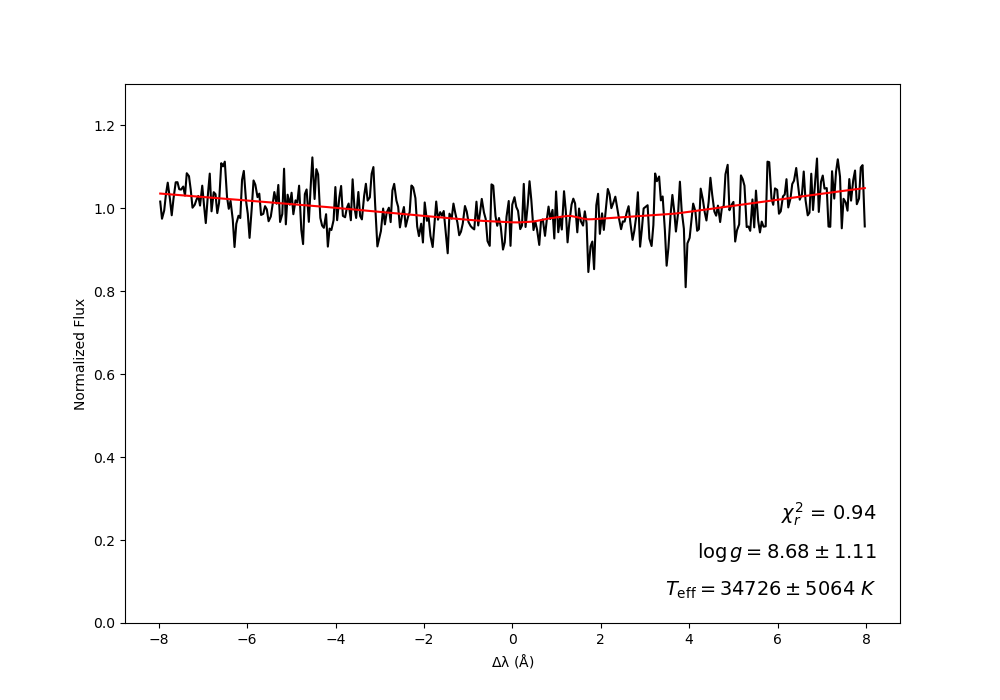 1.2
1.0
0.8
0.6
0.4
0.2
0.0
Normalized Flux
χ²ᵣ = 0.94
log g = 8.68 ± 1.11
T_eff = 34726 ± 5064 K
−8 −6 −4 −2 0 2 4 6 8
Δλ (Å)